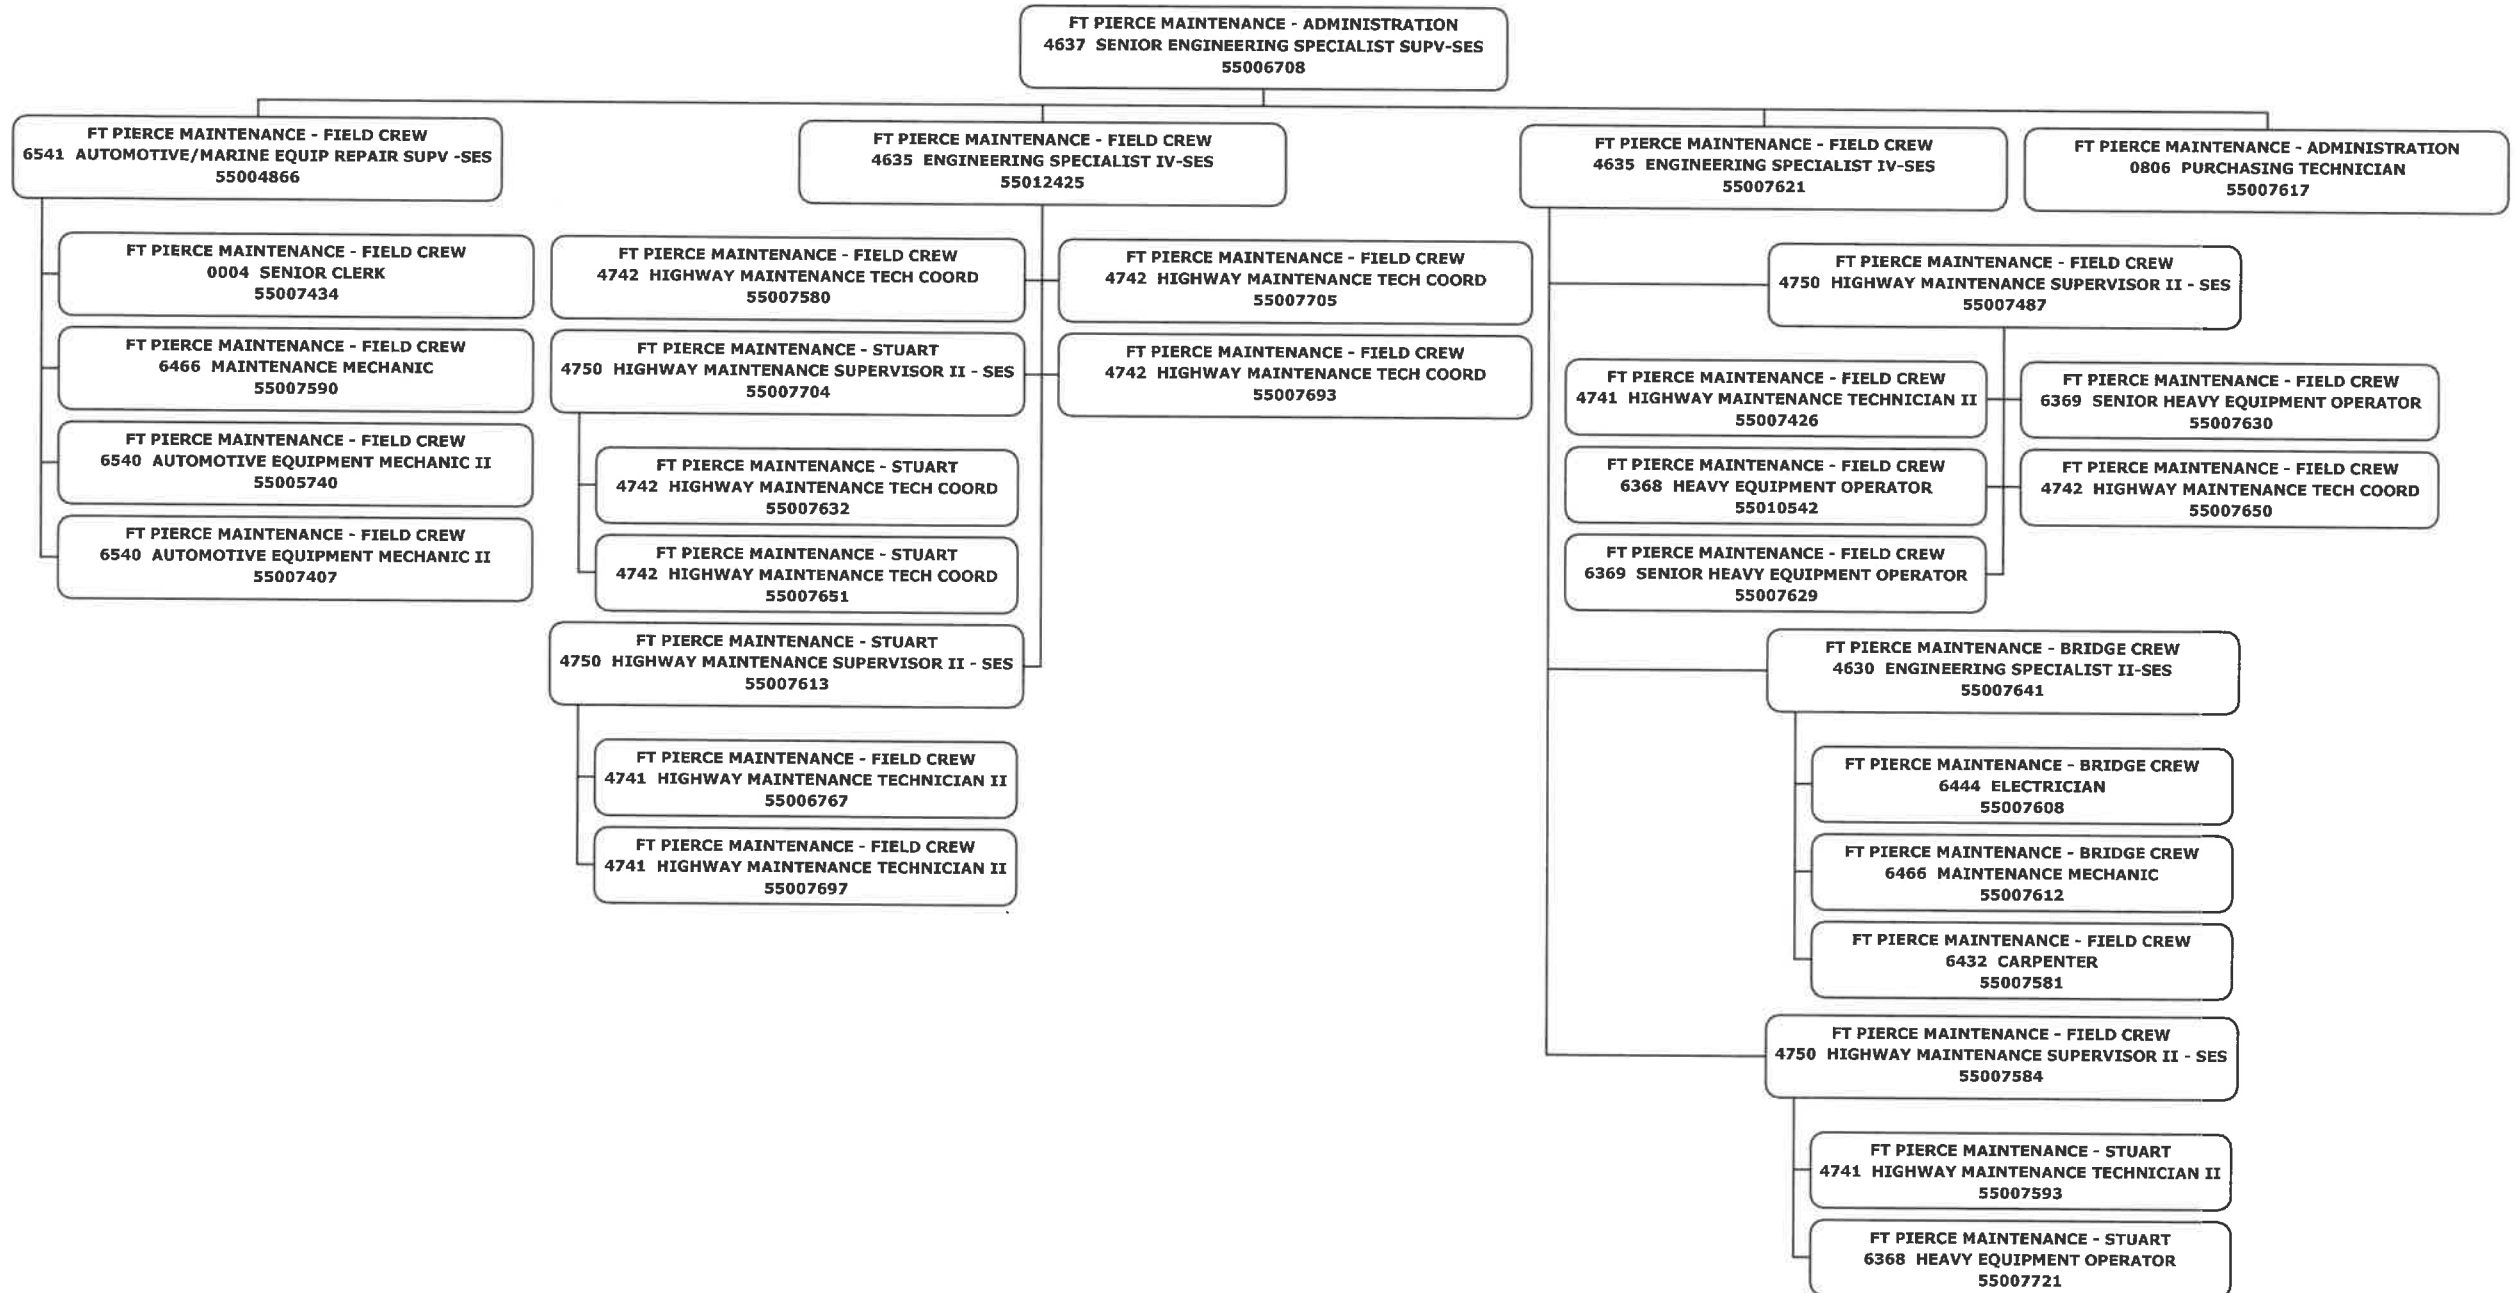 FT PIERCE MAINTENANCE - ADMINISTRATION
4637 SENIOR ENGINEERING SPECIALIST SUPV-SES
55006708
FT PIERCE MAINTENANCE - FIELD CREW
6541 AUTOMOTIVE/MARINE EQUIP REPAIR SUPV -SES
55004866
FT PIERCE MAINTENANCE - FIELD CREW
0004 SENIOR CLERK
55007434
FT PIERCE MAINTENANCE - FIELD CREW
6466 MAINTENANCE MECHANIC
55007590
FT PIERCE MAINTENANCE - FIELD CREW
6540 AUTOMOTIVE EQUIPMENT MECHANIC II
55005740
FT PIERCE MAINTENANCE - FIELD CREW
6540 AUTOMOTIVE EQUIPMENT MECHANIC II
55007407
FT PIERCE MAINTENANCE - FIELD CREW
4635 ENGINEERING SPECIALIST IV-SES
55012425
FT PIERCE MAINTENANCE - FIELD CREW
4742 HIGHWAY MAINTENANCE TECH COORD
55007580
FT PIERCE MAINTENANCE - FIELD CREW
4742 HIGHWAY MAINTENANCE TECH COORD
55007705
FT PIERCE MAINTENANCE - STUART
4750 HIGHWAY MAINTENANCE SUPERVISOR II - SES
55007704
FT PIERCE MAINTENANCE - FIELD CREW
4742 HIGHWAY MAINTENANCE TECH COORD
55007693
FT PIERCE MAINTENANCE - STUART
4742 HIGHWAY MAINTENANCE TECH COORD
55007632
FT PIERCE MAINTENANCE - STUART
4742 HIGHWAY MAINTENANCE TECH COORD
55007651
FT PIERCE MAINTENANCE - STUART
4750 HIGHWAY MAINTENANCE SUPERVISOR II - SES
55007613
FT PIERCE MAINTENANCE - FIELD CREW
4741 HIGHWAY MAINTENANCE TECHNICIAN II
55006767
FT PIERCE MAINTENANCE - FIELD CREW
4741 HIGHWAY MAINTENANCE TECHNICIAN II
55007697
FT PIERCE MAINTENANCE - FIELD CREW
4635 ENGINEERING SPECIALIST IV-SES
55007621
FT PIERCE MAINTENANCE - ADMINISTRATION
0806 PURCHASING TECHNICIAN
55007617
FT PIERCE MAINTENANCE - FIELD CREW
4750 HIGHWAY MAINTENANCE SUPERVISOR II - SES
55007487
FT PIERCE MAINTENANCE - FIELD CREW
4741 HIGHWAY MAINTENANCE TECHNICIAN II
55007426
FT PIERCE MAINTENANCE - FIELD CREW
6369 SENIOR HEAVY EQUIPMENT OPERATOR
55007630
FT PIERCE MAINTENANCE - FIELD CREW
6368 HEAVY EQUIPMENT OPERATOR
55010542
FT PIERCE MAINTENANCE - FIELD CREW
4742 HIGHWAY MAINTENANCE TECH COORD
55007650
FT PIERCE MAINTENANCE - FIELD CREW
6369 SENIOR HEAVY EQUIPMENT OPERATOR
55007629
FT PIERCE MAINTENANCE - BRIDGE CREW
4630 ENGINEERING SPECIALIST II-SES
55007641
FT PIERCE MAINTENANCE - BRIDGE CREW
6444 ELECTRICIAN
55007608
FT PIERCE MAINTENANCE - BRIDGE CREW
6466 MAINTENANCE MECHANIC
55007612
FT PIERCE MAINTENANCE - FIELD CREW
6432 CARPENTER
55007581
FT PIERCE MAINTENANCE - FIELD CREW
4750 HIGHWAY MAINTENANCE SUPERVISOR II - SES
55007584
FT PIERCE MAINTENANCE - STUART
4741 HIGHWAY MAINTENANCE TECHNICIAN II
55007593
FT PIERCE MAINTENANCE - STUART
6368 HEAVY EQUIPMENT OPERATOR
55007721